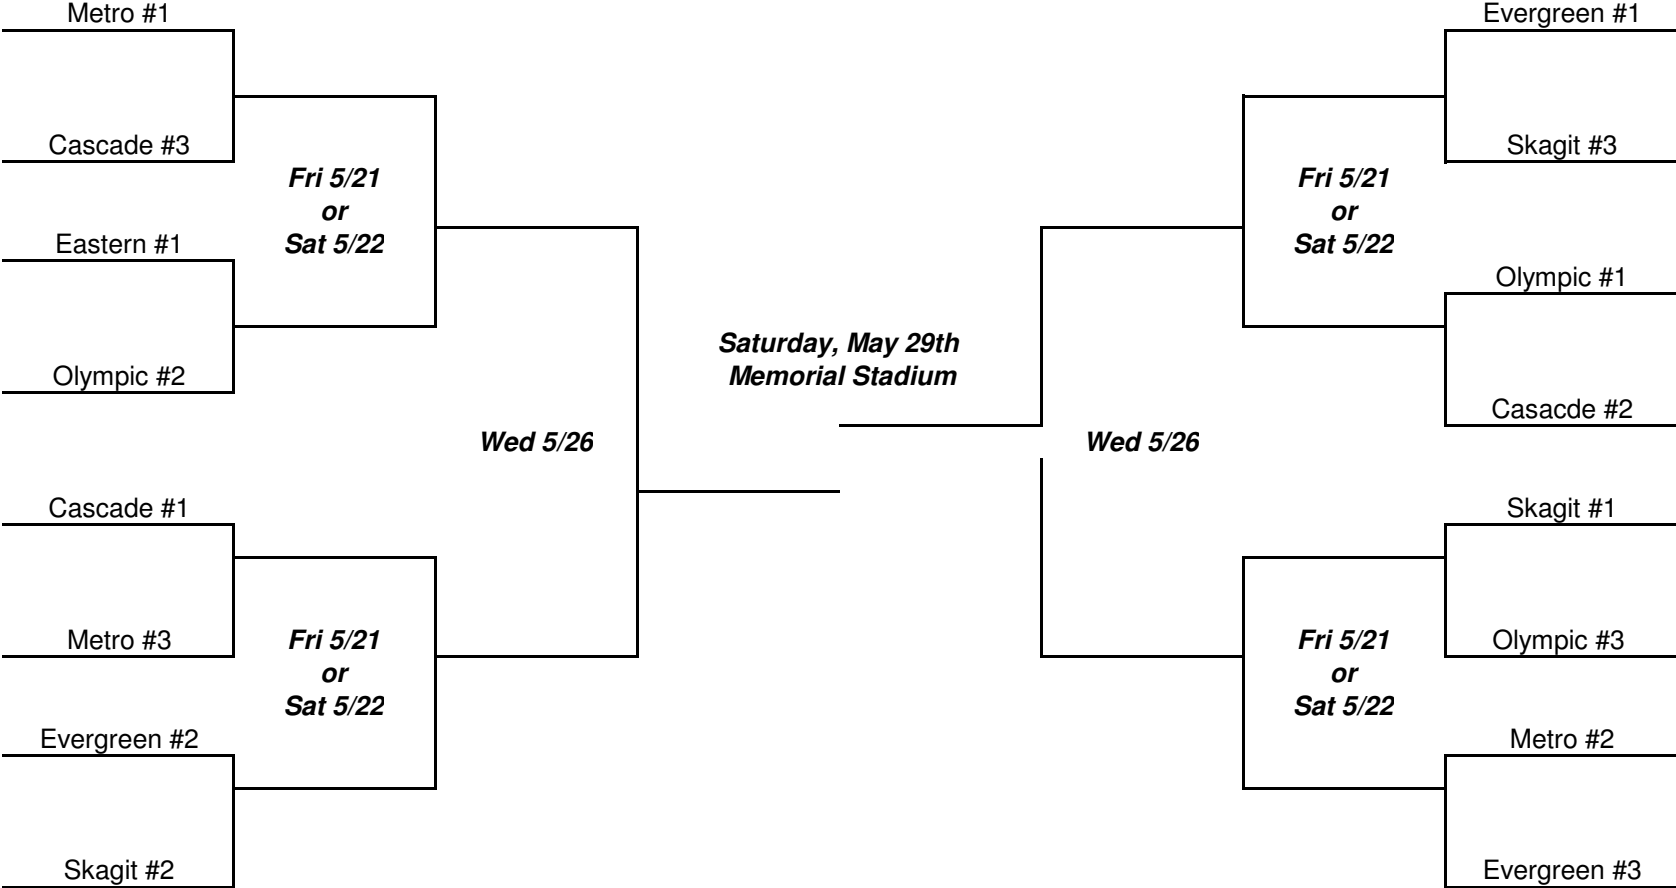 Metro #1
Cascade #3
Fri 5/21
or
Sat 5/22
Eastern #1
Olympic #2
Wed 5/26
Cascade #1
Metro #3
Fri 5/21
or
Sat 5/22
Evergreen #2
Skagit #2
Saturday, May 29th
Memorial Stadium
Evergreen #1
Skagit #3
Fri 5/21
or
Sat 5/22
Olympic #1
Casacde #2
Wed 5/26
Skagit #1
Olympic #3
Fri 5/21
or
Sat 5/22
Metro #2
Evergreen #3